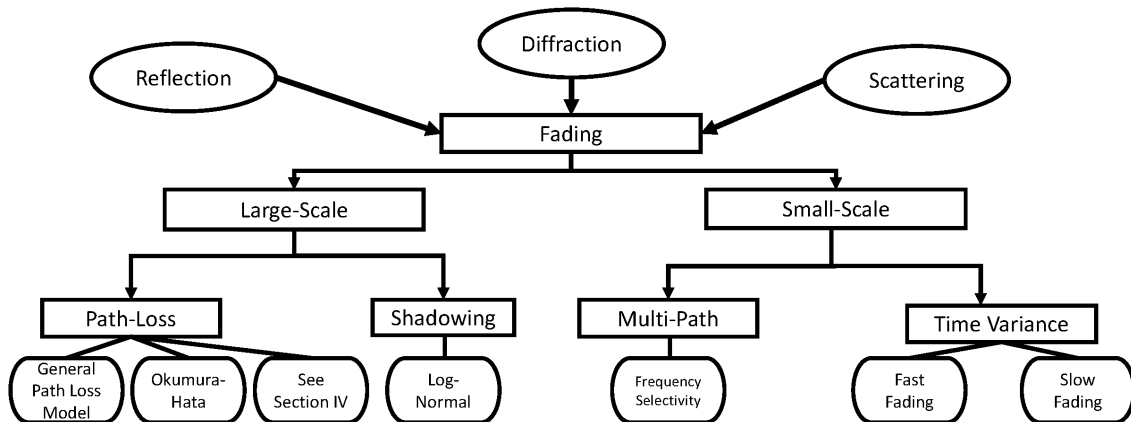 Diffraction
Reflection
Scattering
Fading
Large-Scale
Small-Scale
Path-Loss
Shadowing
Multi-Path
Time Variance
General
Path Loss
Model
Okumura-
Hata
See
Section IV
Log-
Normal
Frequency
Selectivity
Fast
Fading
Slow
Fading